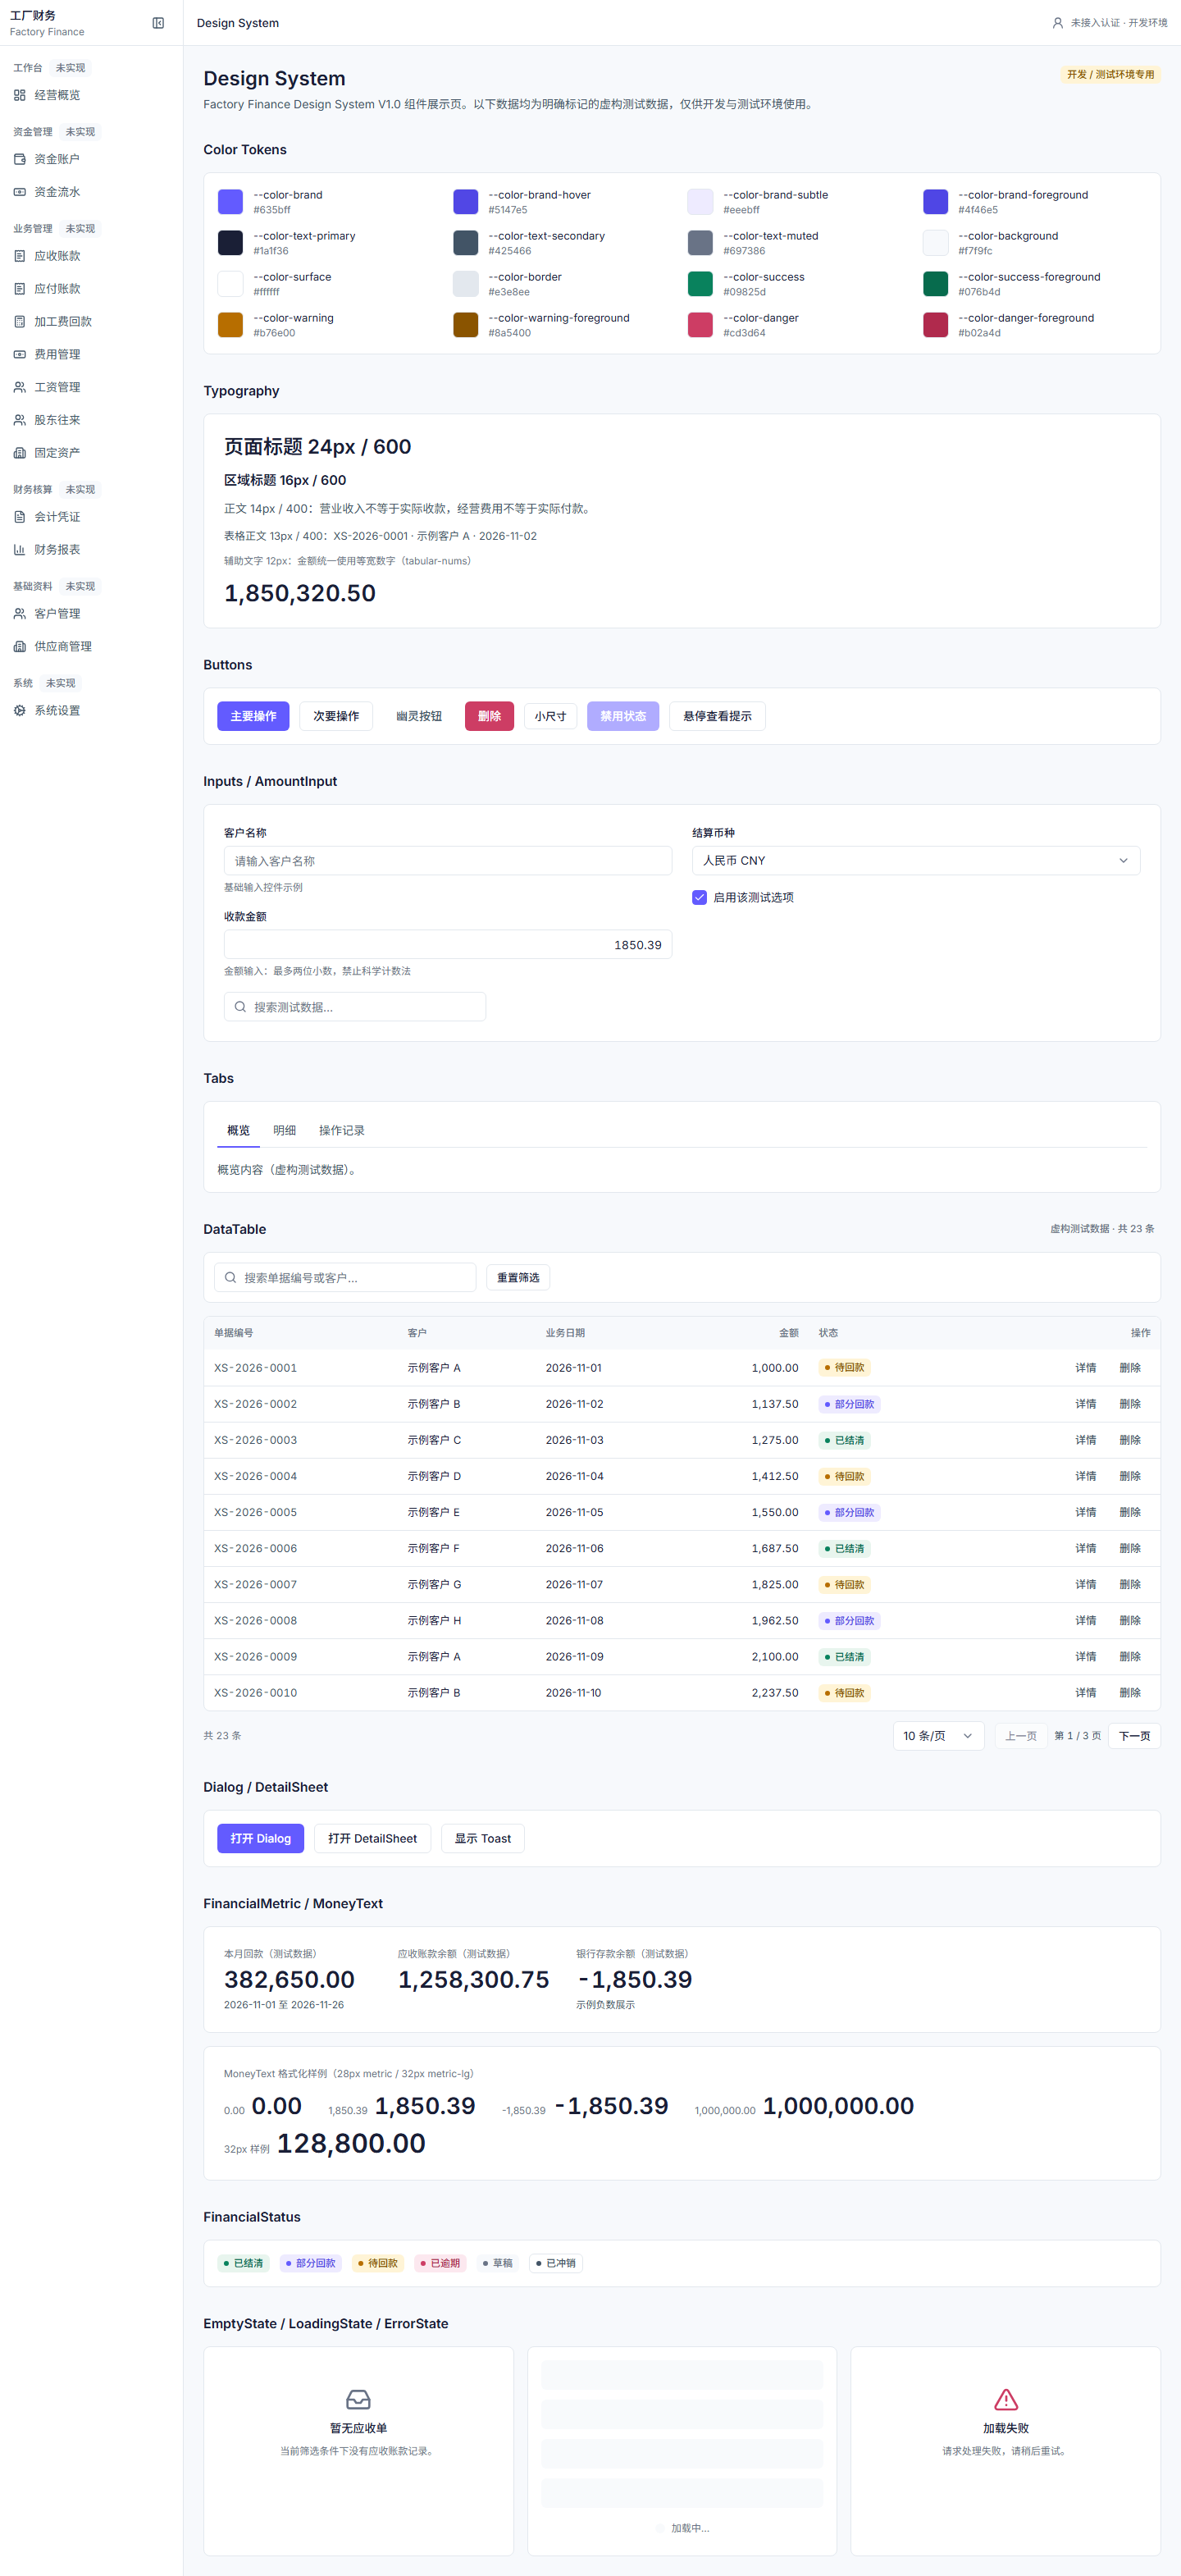 工厂财务
Factory Finance
Design System
未接入认证 · 开发环境
工作台 未实现
经营概览
资金管理 未实现
资金账户
资金流水
业务管理 未实现
应收账款
应付账款
加工费回款
费用管理
工资管理
股东往来
固定资产
财务核算 未实现
会计凭证
财务报表
基础资料 未实现
客户管理
供应商管理
系统 未实现
系统设置
Design System
开发 / 测试环境专用
Factory Finance Design System V1.0 组件展示页。以下数据均为明确标记的虚构测试数据，仅供开发与测试环境使用。
Color Tokens
--color-brand
#635bff
--color-brand-hover
#5147e5
--color-brand-subtle
#eeebff
--color-brand-foreground
#4f46e5
--color-text-primary
#1a1f36
--color-text-secondary
#425466
--color-text-muted
#697386
--color-background
#f7f9fc
--color-surface
#ffffff
--color-border
#e3e8ee
--color-success
#09825d
--color-success-foreground
#076b4d
--color-warning
#b76e00
--color-warning-foreground
#8a5400
--color-danger
#cd3d64
--color-danger-foreground
#b02a4d
Typography
页面标题 24px / 600
区域标题 16px / 600
正文 14px / 400：营业收入不等于实际收款，经营费用不等于实际付款。
表格正文 13px / 400：XS-2026-0001 · 示例客户 A · 2026-11-02
辅助文字 12px：金额统一使用等宽数字（tabular-nums）
1,850,320.50
Buttons
主要操作 次要操作 幽灵按钮 删除 小尺寸 禁用状态 悬停查看提示
Inputs / AmountInput
客户名称
请输入客户名称
基础输入控件示例
结算币种
人民币 CNY
启用该测试选项
收款金额
1850.39
金额输入：最多两位小数，禁止科学计数法
搜索测试数据...
Tabs
概览 明细 操作记录
概览内容（虚构测试数据）。
DataTable
虚构测试数据 · 共 23 条
搜索单据编号或客户... 重置筛选
单据编号 客户 业务日期 金额 状态 操作
XS-2026-0001 示例客户 A 2026-11-01 1,000.00 待回款 详情 删除
XS-2026-0002 示例客户 B 2026-11-02 1,137.50 部分回款 详情 删除
XS-2026-0003 示例客户 C 2026-11-03 1,275.00 已结清 详情 删除
XS-2026-0004 示例客户 D 2026-11-04 1,412.50 待回款 详情 删除
XS-2026-0005 示例客户 E 2026-11-05 1,550.00 部分回款 详情 删除
XS-2026-0006 示例客户 F 2026-11-06 1,687.50 已结清 详情 删除
XS-2026-0007 示例客户 G 2026-11-07 1,825.00 待回款 详情 删除
XS-2026-0008 示例客户 H 2026-11-08 1,962.50 部分回款 详情 删除
XS-2026-0009 示例客户 A 2026-11-09 2,100.00 已结清 详情 删除
XS-2026-0010 示例客户 B 2026-11-10 2,237.50 待回款 详情 删除
共 23 条 10 条/页 上一页 第 1 / 3 页 下一页
Dialog / DetailSheet
打开 Dialog 打开 DetailSheet 显示 Toast
FinancialMetric / MoneyText
本月回款（测试数据）
382,650.00
2026-11-01 至 2026-11-26
应收账款余额（测试数据）
1,258,300.75
银行存款余额（测试数据）
-1,850.39
示例负数展示
MoneyText 格式化样例（28px metric / 32px metric-lg）
0.00 0.00 1,850.39 1,850.39 -1,850.39 -1,850.39 1,000,000.00 1,000,000.00
32px 样例 128,800.00
FinancialStatus
已结清 部分回款 待回款 已逾期 草稿 已冲销
EmptyState / LoadingState / ErrorState
暂无应收单
当前筛选条件下没有应收账款记录。
加载中...
加载失败
请求处理失败，请稍后重试。